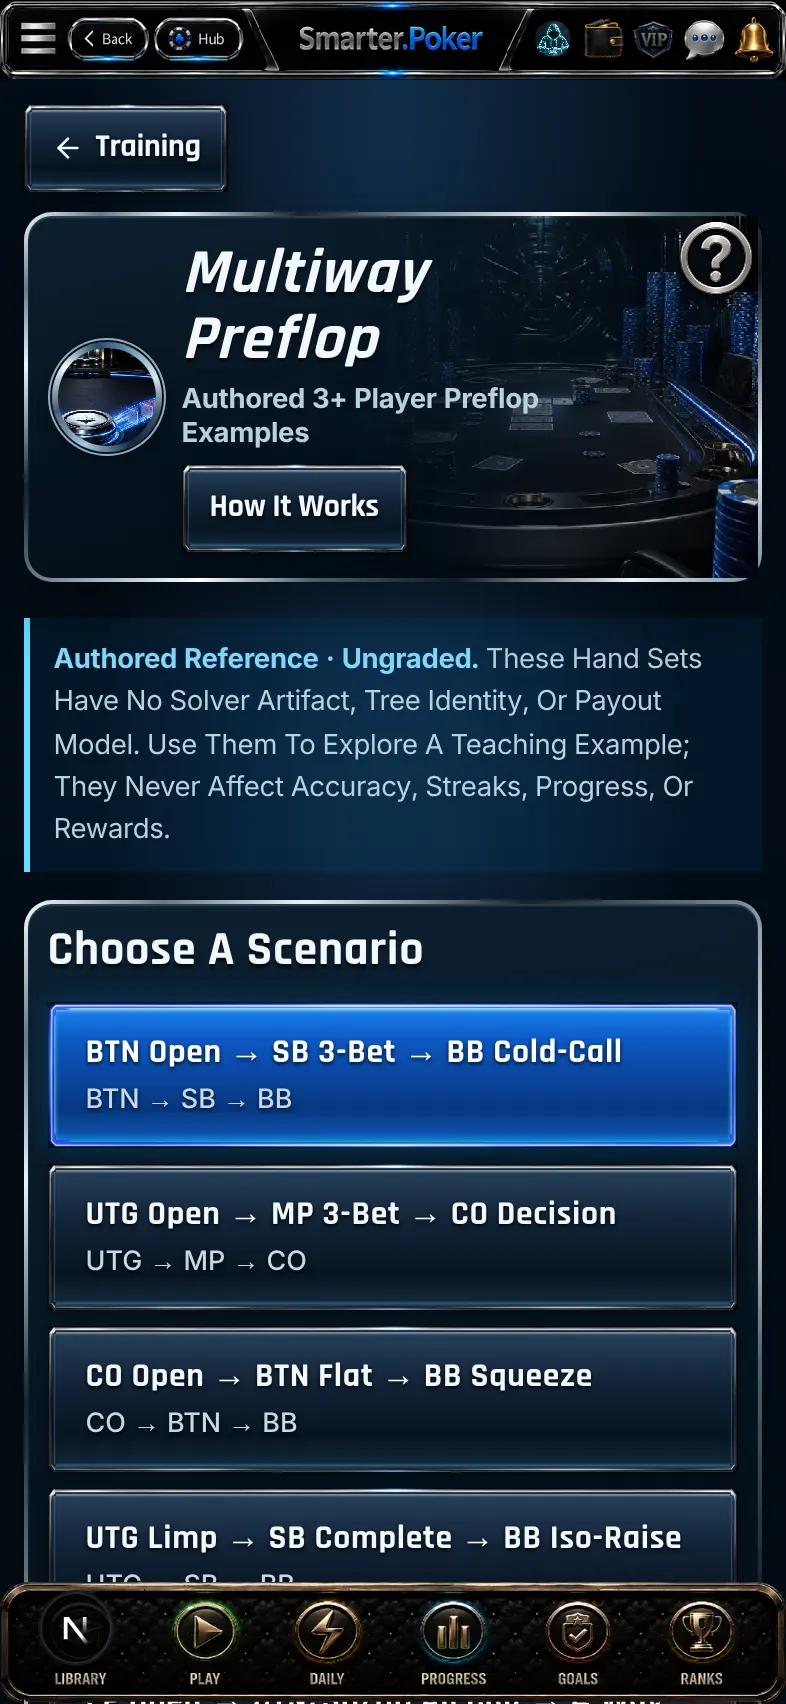 Back
Hub
Smarter.Poker
VIP
← Training
Multiway
Preflop
?
Authored 3+ Player Preflop
Examples
How It Works
Authored Reference · Ungraded. These Hand Sets
Have No Solver Artifact, Tree Identity, Or Payout
Model. Use Them To Explore A Teaching Example;
They Never Affect Accuracy, Streaks, Progress, Or
Rewards.
Choose A Scenario
BTN Open → SB 3-Bet → BB Cold-Call
BTN → SB → BB
UTG Open → MP 3-Bet → CO Decision
UTG → MP → CO
CO Open → BTN Flat → BB Squeeze
CO → BTN → BB
UTG Limp → SB Complete → BB Iso-Raise
UTG → SB → BB
N
LIBRARY
PLAY
DAILY
PROGRESS
GOALS
RANKS